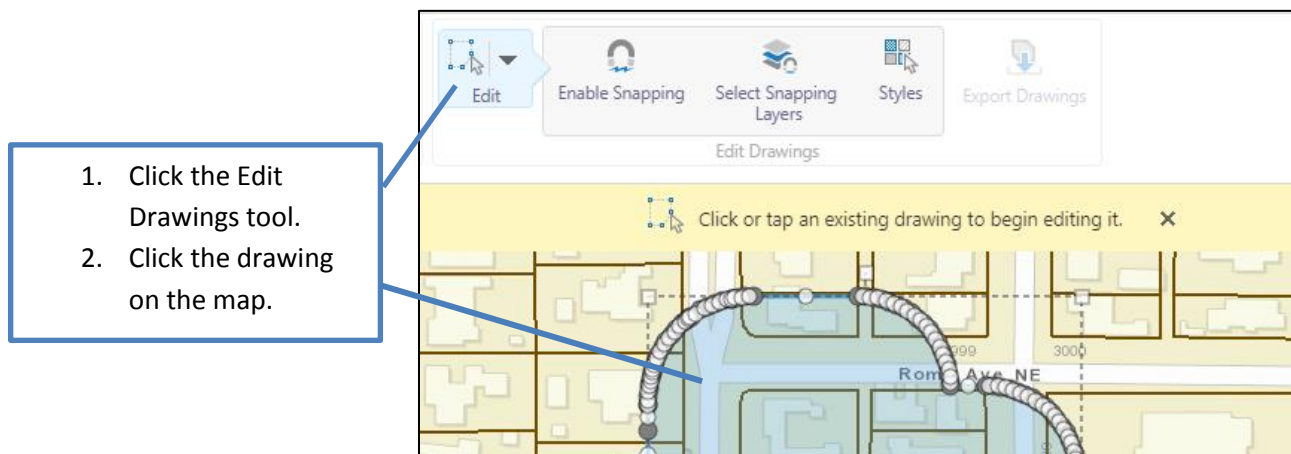 Edit
Enable Snapping
Select Snapping
Layers
Styles
Export Drawings
Edit Drawings
1. Click the Edit
Drawings tool.
2. Click the drawing
on the map.
Click or tap an existing drawing to begin editing it.
999
3000
Ave NE